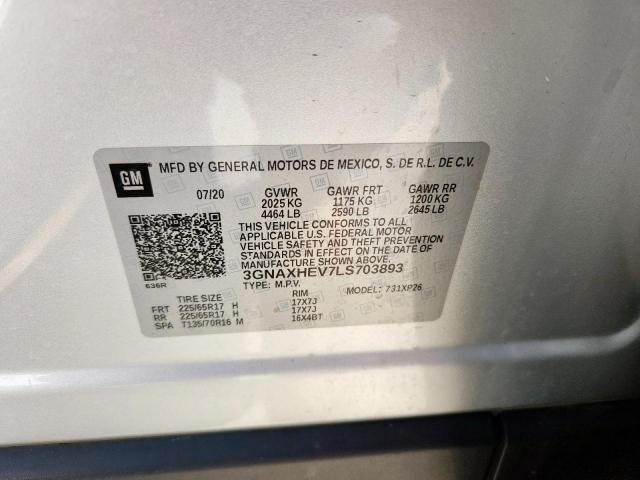 GM
MFD BY GENERAL MOTORS DE MEXICO, S. DE R.L. DE C.V.
07/20 GVWR GAWR FRT GAWR RR
2025 KG 1175 KG 1200 KG
4464 LB 2590 LB 2645 LB
THIS VEHICLE CONFORMS TO ALL
APPLICABLE U.S. FEDERAL MOTOR
VEHICLE SAFETY AND THEFT PREVENTION
STANDARDS IN EFFECT ON THE DATE OF
MANUFACTURE SHOWN ABOVE.
3GNAXHEV7LS703893
636R
TYPE: M.P.V. MODEL: 731XP26
TIRE SIZE RIM
FRT 225/65R17 H 17X7J
RR 225/65R17 H 17X7J
SPA T135/70R16 M 16X4BT